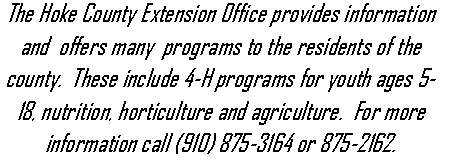 The Hoke County Extension Office provides information
and offers many programs to the residents of the
county. These include 4-H programs for youth ages 5-
18, nutrition, horticulture and agriculture. For more
information call (910) 875-3164 or 875-2162.